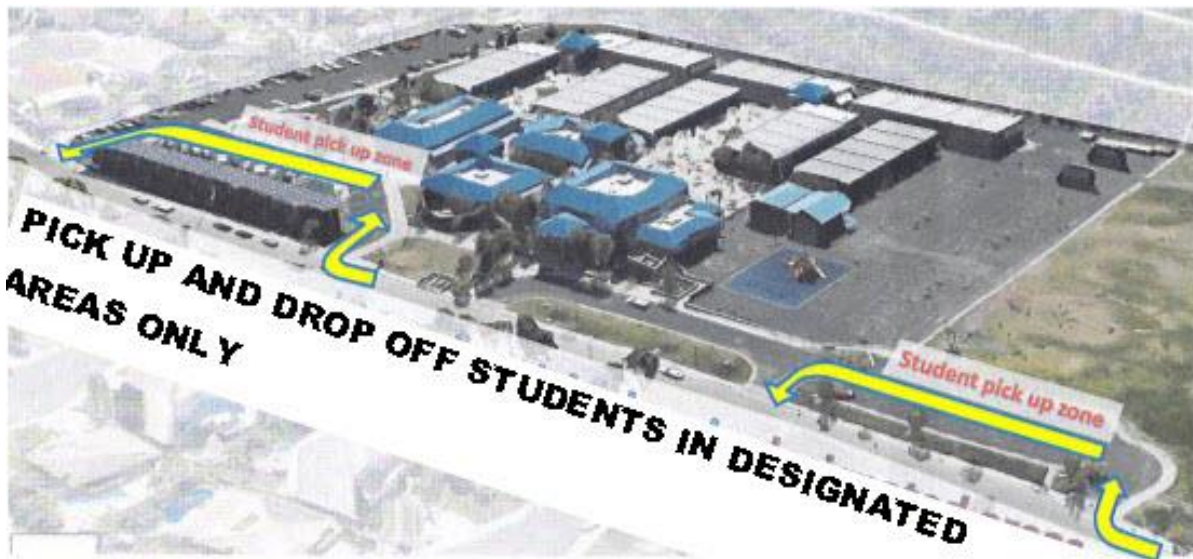 Student pick up zone
PICK UP AND DROP OFF STUDENTS IN DESIGNATED
AREAS ONLY
Student pick up zone